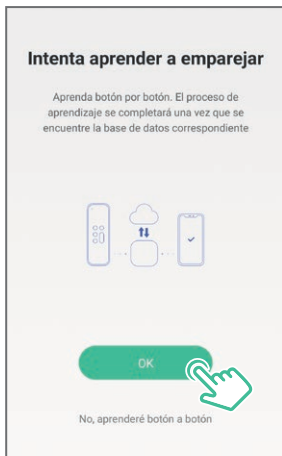 Intenta aprender a emparejar
Aprenda botón por botón. El proceso de
aprendizaje se completará una vez que se
encuentre la base de datos correspondiente
OK
No, aprenderé botón a botón